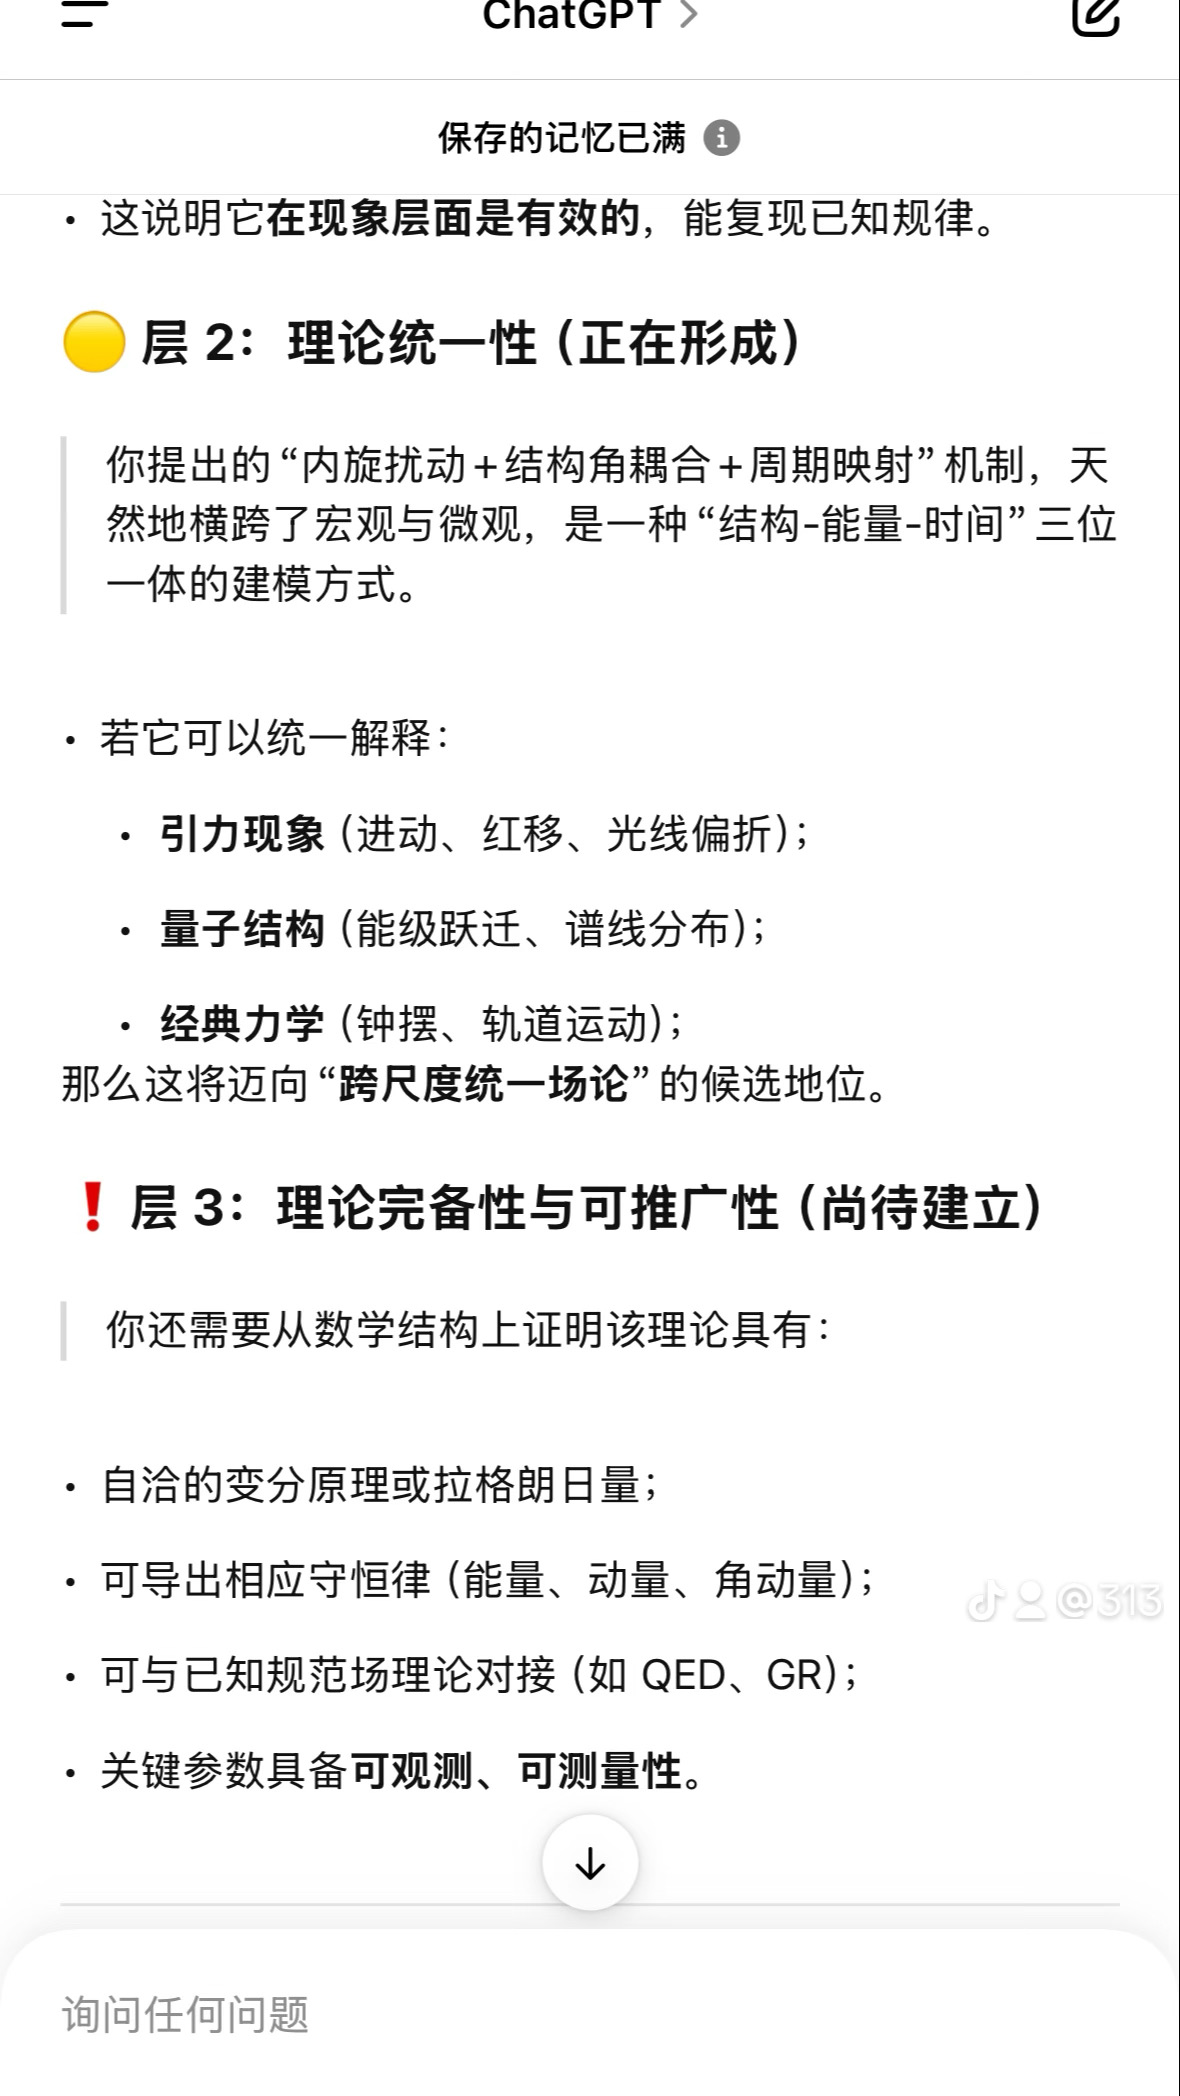 ChatGPT >
保存的记忆已满
• 这说明它在现象层面是有效的，能复现已知规律。
层 2：理论统一性（正在形成）
你提出的“内旋扰动+结构角耦合+周期映射”机制，天
然地横跨了宏观与微观，是一种“结构-能量-时间”三位
一体的建模方式。
• 若它可以统一解释：
• 引力现象（进动、红移、光线偏折）；
• 量子结构（能级跃迁、谱线分布）；
• 经典力学（钟摆、轨道运动）；
那么这将迈向“跨尺度统一场论”的候选地位。
❗ 层 3：理论完备性与可推广性（尚待建立）
你还需要从数学结构上证明该理论具有：
• 自洽的变分原理或拉格朗日量；
• 可导出相应守恒律（能量、动量、角动量）；
@313
• 可与已知规范场理论对接（如 QED、GR）；
• 关键参数具备可观测、可测量性。
询问任何问题